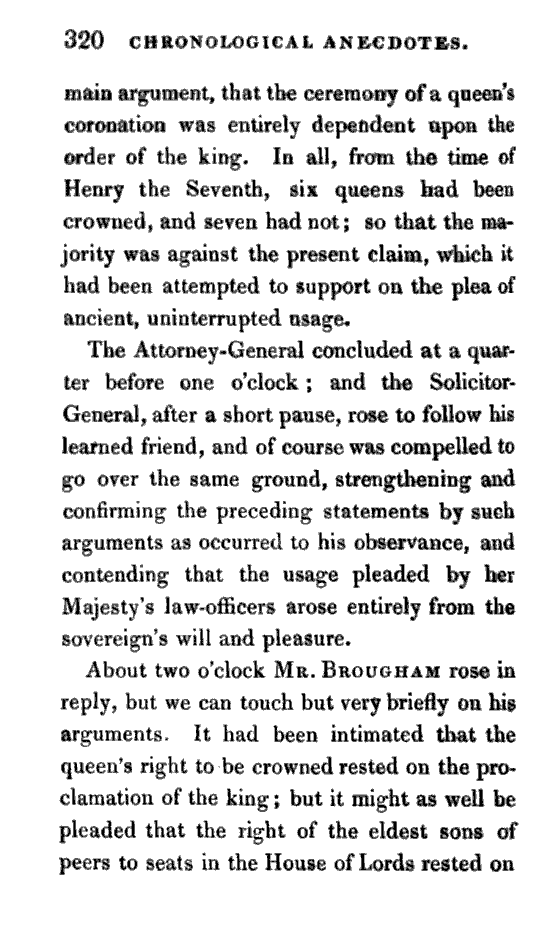 320 CHRONOLOGICAL ANECDOTES.
main argument, that the ceremony of a queen's
coronation was entirely dependent upon the
order of the king. In all, from the time of
Henry the Seventh, six queens had been
crowned, and seven had not; so that the ma-
jority was against the present claim, which it
had been attempted to support on the plea of
ancient, uninterrupted usage.
The Attorney-General concluded at a quar-
ter before one o'clock; and the Solicitor-
General, after a short pause, rose to follow his
learned friend, and of course was compelled to
go over the same ground, strengthening and
confirming the preceding statements by such
arguments as occurred to his observance, and
contending that the usage pleaded by her
Majesty's law-officers arose entirely from the
sovereign's will and pleasure.
About two o'clock MR. BROUGHAM rose in
reply, but we can touch but very briefly on his
arguments. It had been intimated that the
queen's right to be crowned rested on the pro-
clamation of the king; but it might as well be
pleaded that the right of the eldest sons of
peers to seats in the House of Lords rested on